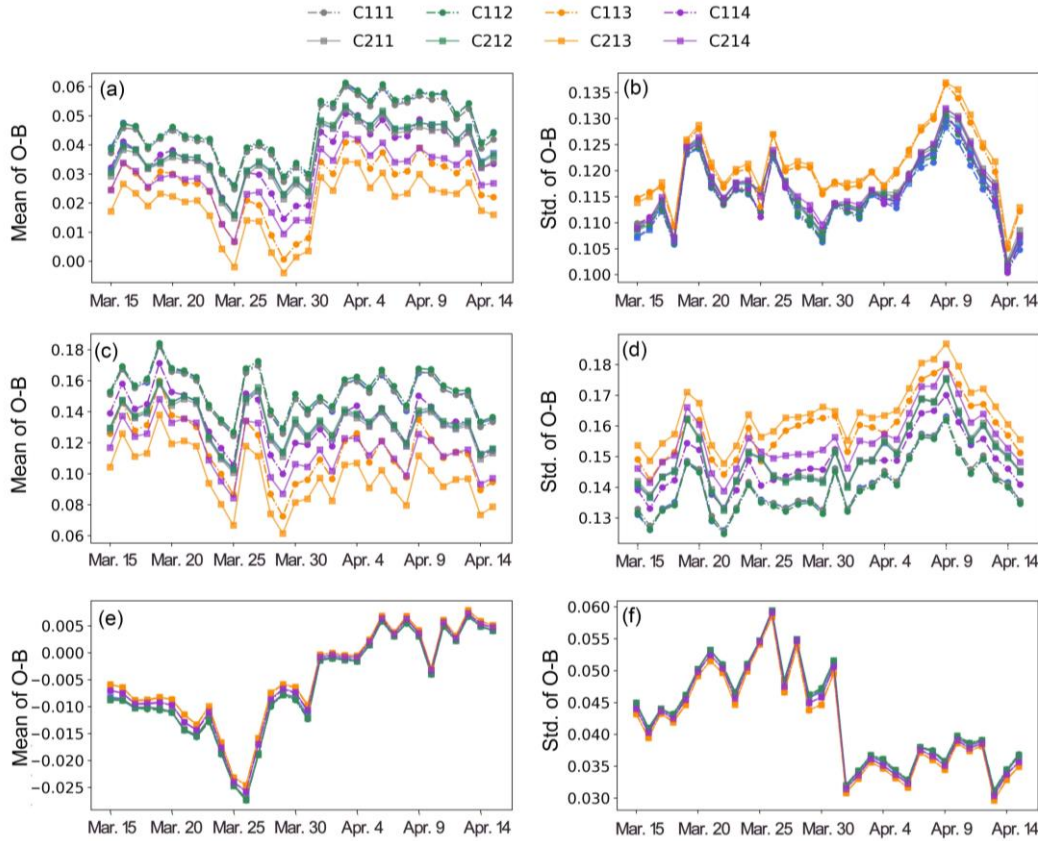 C111 C112 C113 C114
C211 C212 C213 C214
(a)
Mean of O-B
0.06
0.05
0.04
0.03
0.02
0.01
0.00
Mar. 15 Mar. 20 Mar. 25 Mar. 30 Apr. 4 Apr. 9 Apr. 14
(b)
Std. of O-B
0.135
0.130
0.125
0.120
0.115
0.110
0.105
0.100
Mar. 15 Mar. 20 Mar. 25 Mar. 30 Apr. 4 Apr. 9 Apr. 14
(c)
Mean of O-B
0.18
0.16
0.14
0.12
0.10
0.08
0.06
Mar. 15 Mar. 20 Mar. 25 Mar. 30 Apr. 4 Apr. 9 Apr. 14
(d)
Std. of O-B
0.18
0.17
0.16
0.15
0.14
0.13
Mar. 15 Mar. 20 Mar. 25 Mar. 30 Apr. 4 Apr. 9 Apr. 14
(e)
Mean of O-B
0.005
0.000
−0.005
−0.010
−0.015
−0.020
−0.025
Mar. 15 Mar. 20 Mar. 25 Mar. 30 Apr. 4 Apr. 9 Apr. 14
(f)
Std. of O-B
0.060
0.055
0.050
0.045
0.040
0.035
0.030
Mar. 15 Mar. 20 Mar. 25 Mar. 30 Apr. 4 Apr. 9 Apr. 14